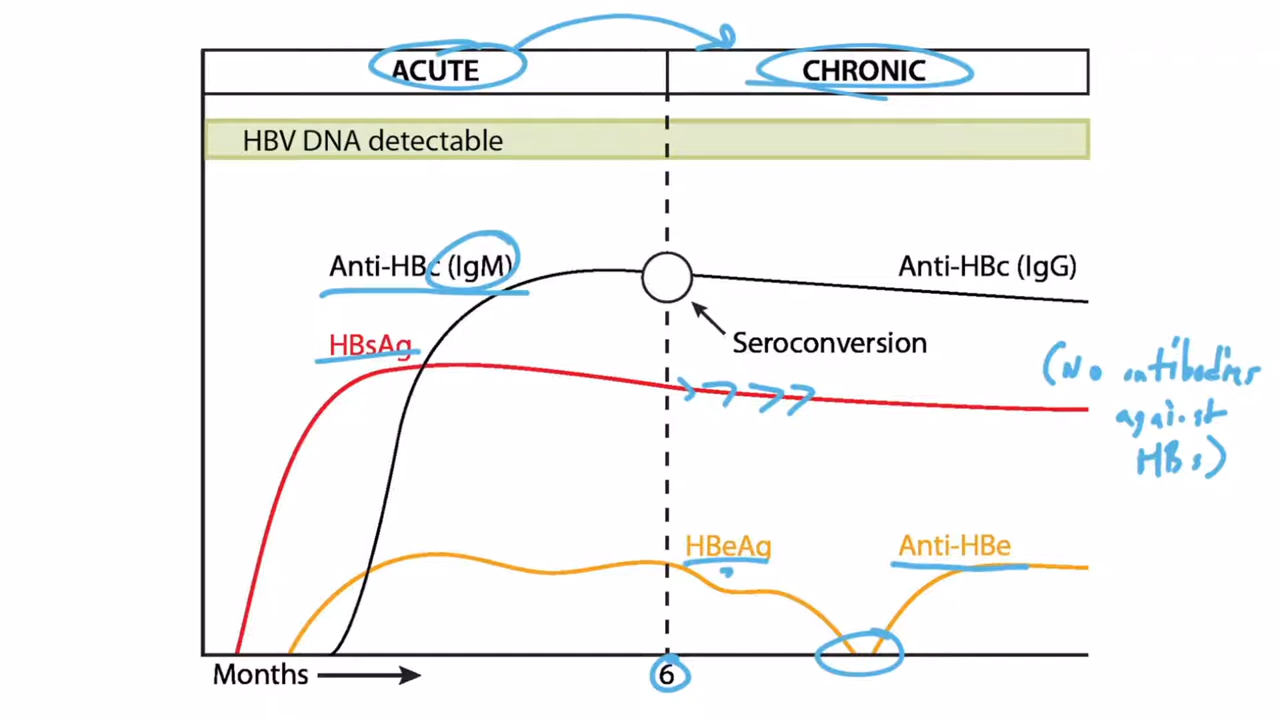 ACUTE
CHRONIC
HBV DNA detectable
Anti-HBc (IgM)
Anti-HBc (IgG)
HBsAg
Seroconversion
(No antibodies
against
HBs)
HBeAg
Anti-HBe
Months
6